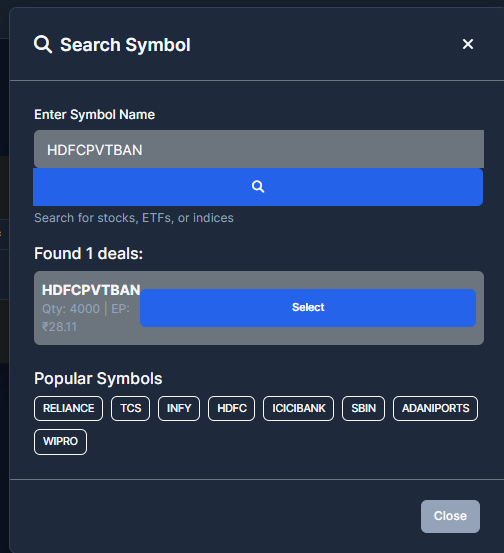 Search Symbol
Enter Symbol Name
HDFCPVTBAN
Search for stocks, ETFs, or indices
Found 1 deals:
HDFCPVTBAN
Qty: 4000 | EP:
₹28.11
Select
Popular Symbols
RELIANCE TCS INFY HDFC ICICIBANK SBIN ADANIPORTS
WIPRO
Close